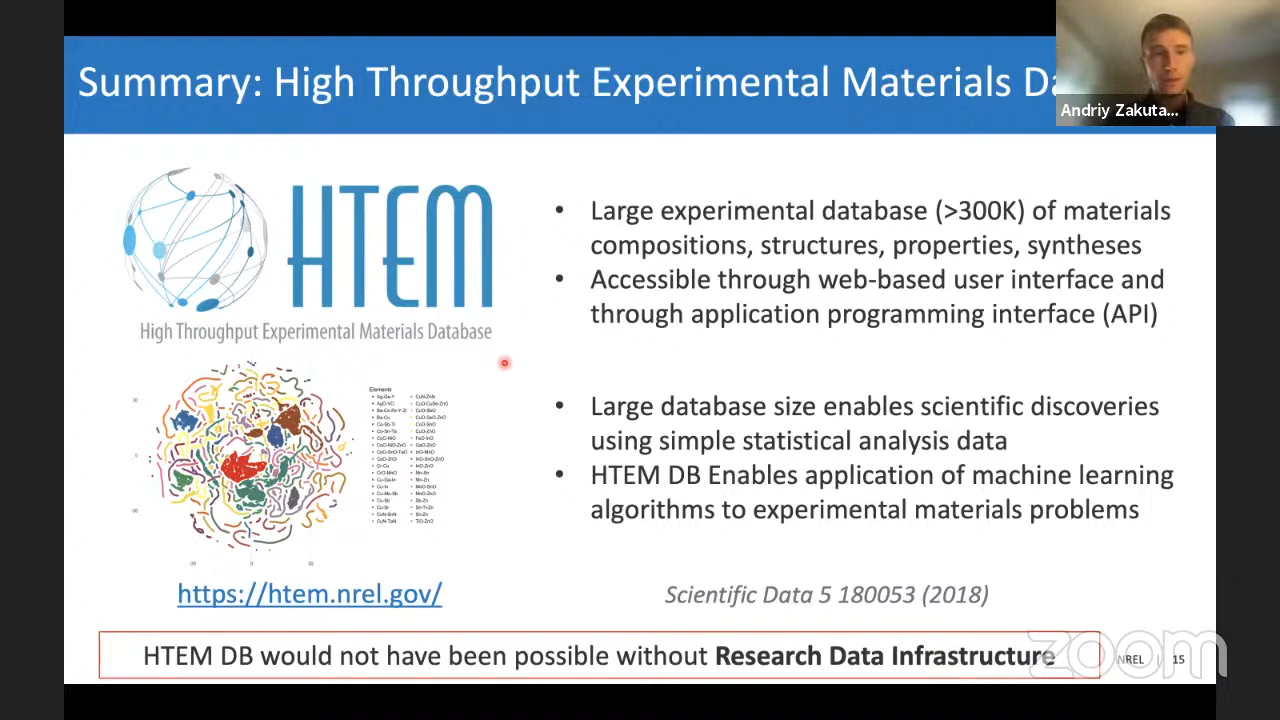 Summary: High Throughput Experimental Materials Da
Andriy Zakuta...
HTEM
High Throughput Experimental Materials Database
• Large experimental database (>300K) of materials
compositions, structures, properties, syntheses
• Accessible through web-based user interface and
through application programming interface (API)
Elements
• Large database size enables scientific discoveries
using simple statistical analysis data
• HTEM DB Enables application of machine learning
algorithms to experimental materials problems
https://htem.nrel.gov/
Scientific Data 5 180053 (2018)
HTEM DB would not have been possible without Research Data Infrastructure
zoom
NREL | 15